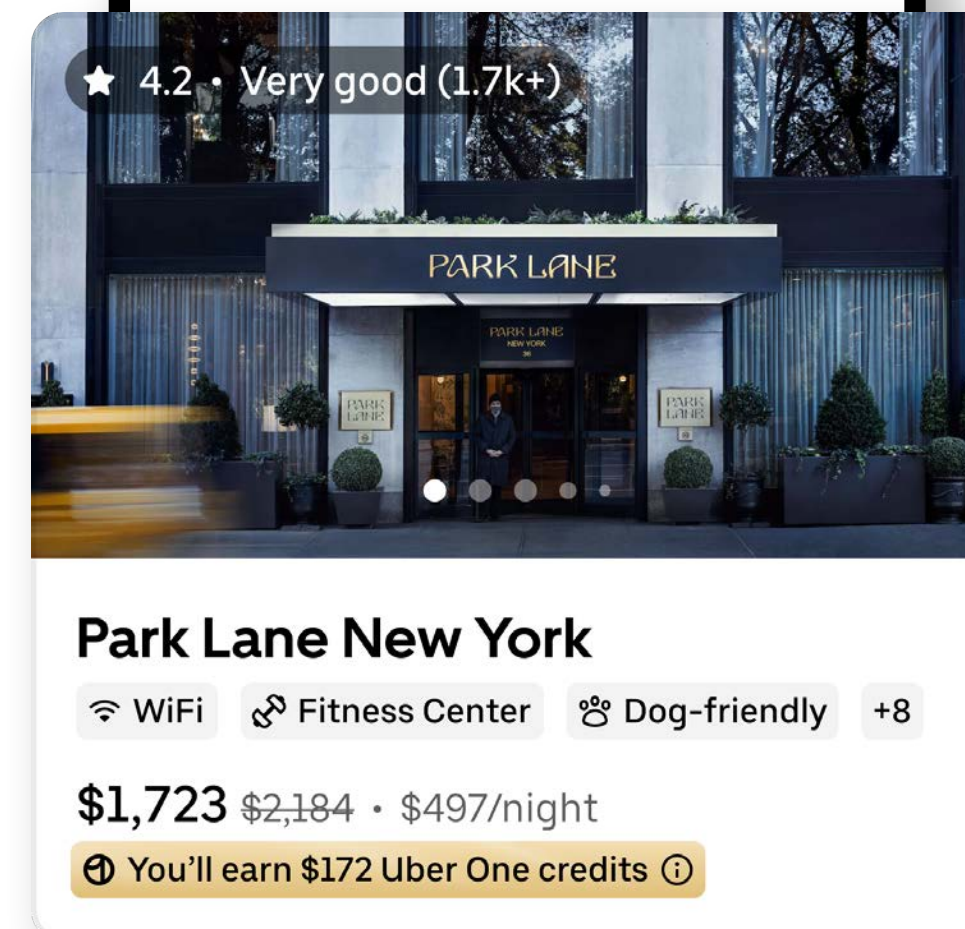 4.2 • Very good (1.7k+)
PARK LANE
PARK LANE
NEW YORK
36
PARK
LANE
PARK
LANE
Park Lane New York
WiFi
Fitness Center
Dog-friendly
+8
$1,723 $2,184 • $497/night
You'll earn $172 Uber One credits